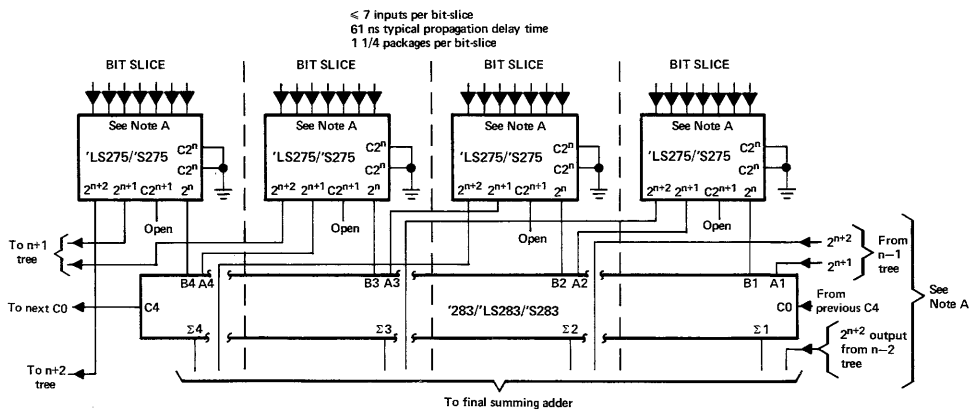 ≤ 7 inputs per bit-slice
61 ns typical propagation delay time
1 1/4 packages per bit-slice
BIT SLICE BIT SLICE BIT SLICE BIT SLICE
See Note A See Note A See Note A See Note A
C2ⁿ C2ⁿ C2ⁿ C2ⁿ
'LS275/'S275 'LS275/'S275 'LS275/'S275 'LS275/'S275
C2ⁿ C2ⁿ C2ⁿ C2ⁿ
2ⁿ⁺² 2ⁿ⁺¹ C2ⁿ⁺¹ 2ⁿ 2ⁿ⁺² 2ⁿ⁺¹ C2ⁿ⁺¹ 2ⁿ 2ⁿ⁺² 2ⁿ⁺¹ C2ⁿ⁺¹ 2ⁿ 2ⁿ⁺² 2ⁿ⁺¹ C2ⁿ⁺¹ 2ⁿ
Open Open Open Open
To n+1
tree
2ⁿ⁺²
2ⁿ⁺¹
From
n−1
tree
B4 A4 B3 A3 B2 A2 B1 A1
To next C0
C4
'283/'LS283/'S283
C0
From
previous C4
See
Note A
Σ4 Σ3 Σ2 Σ1
2ⁿ⁺² output
from n−2
tree
To n+2
tree
To final summing adder